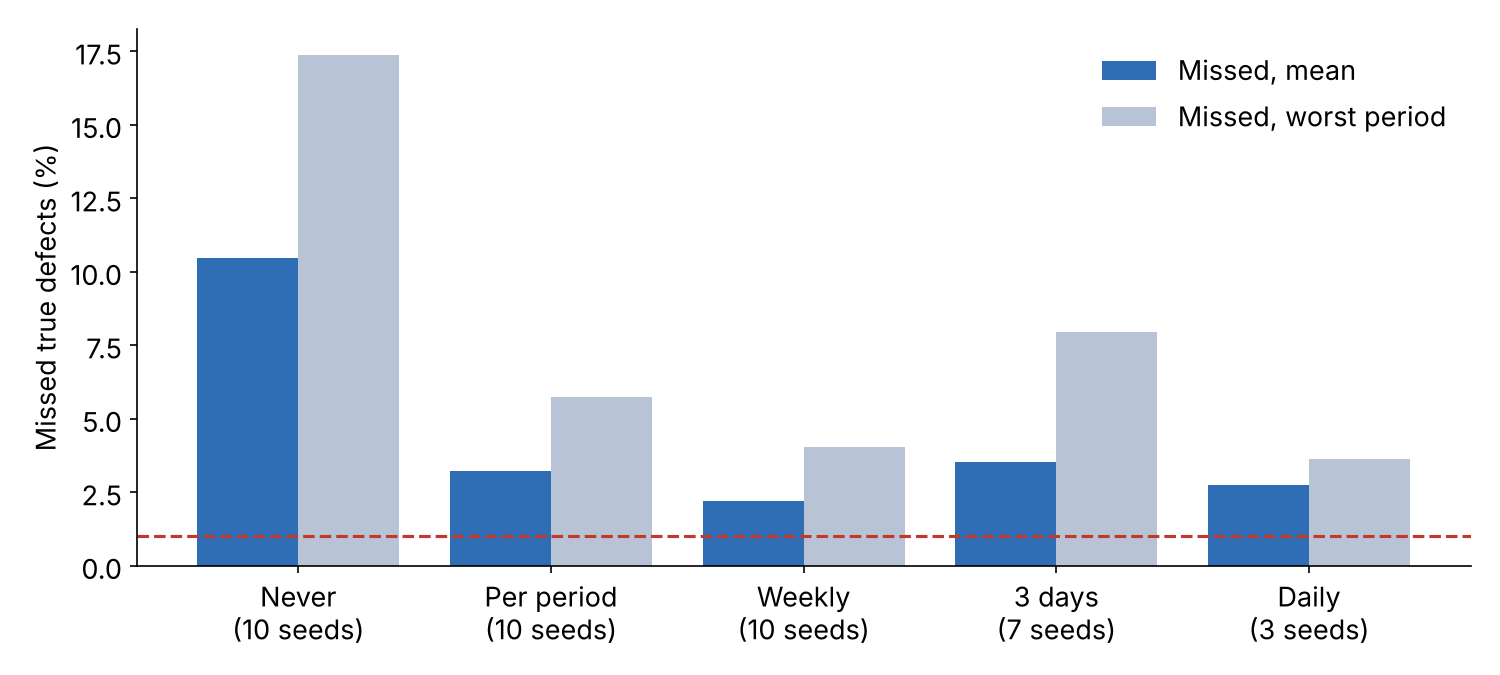 Missed true defects (%)
17.5
15.0
12.5
10.0
7.5
5.0
2.5
0.0
Missed, mean
Missed, worst period
Never
(10 seeds)
Per period
(10 seeds)
Weekly
(10 seeds)
3 days
(7 seeds)
Daily
(3 seeds)